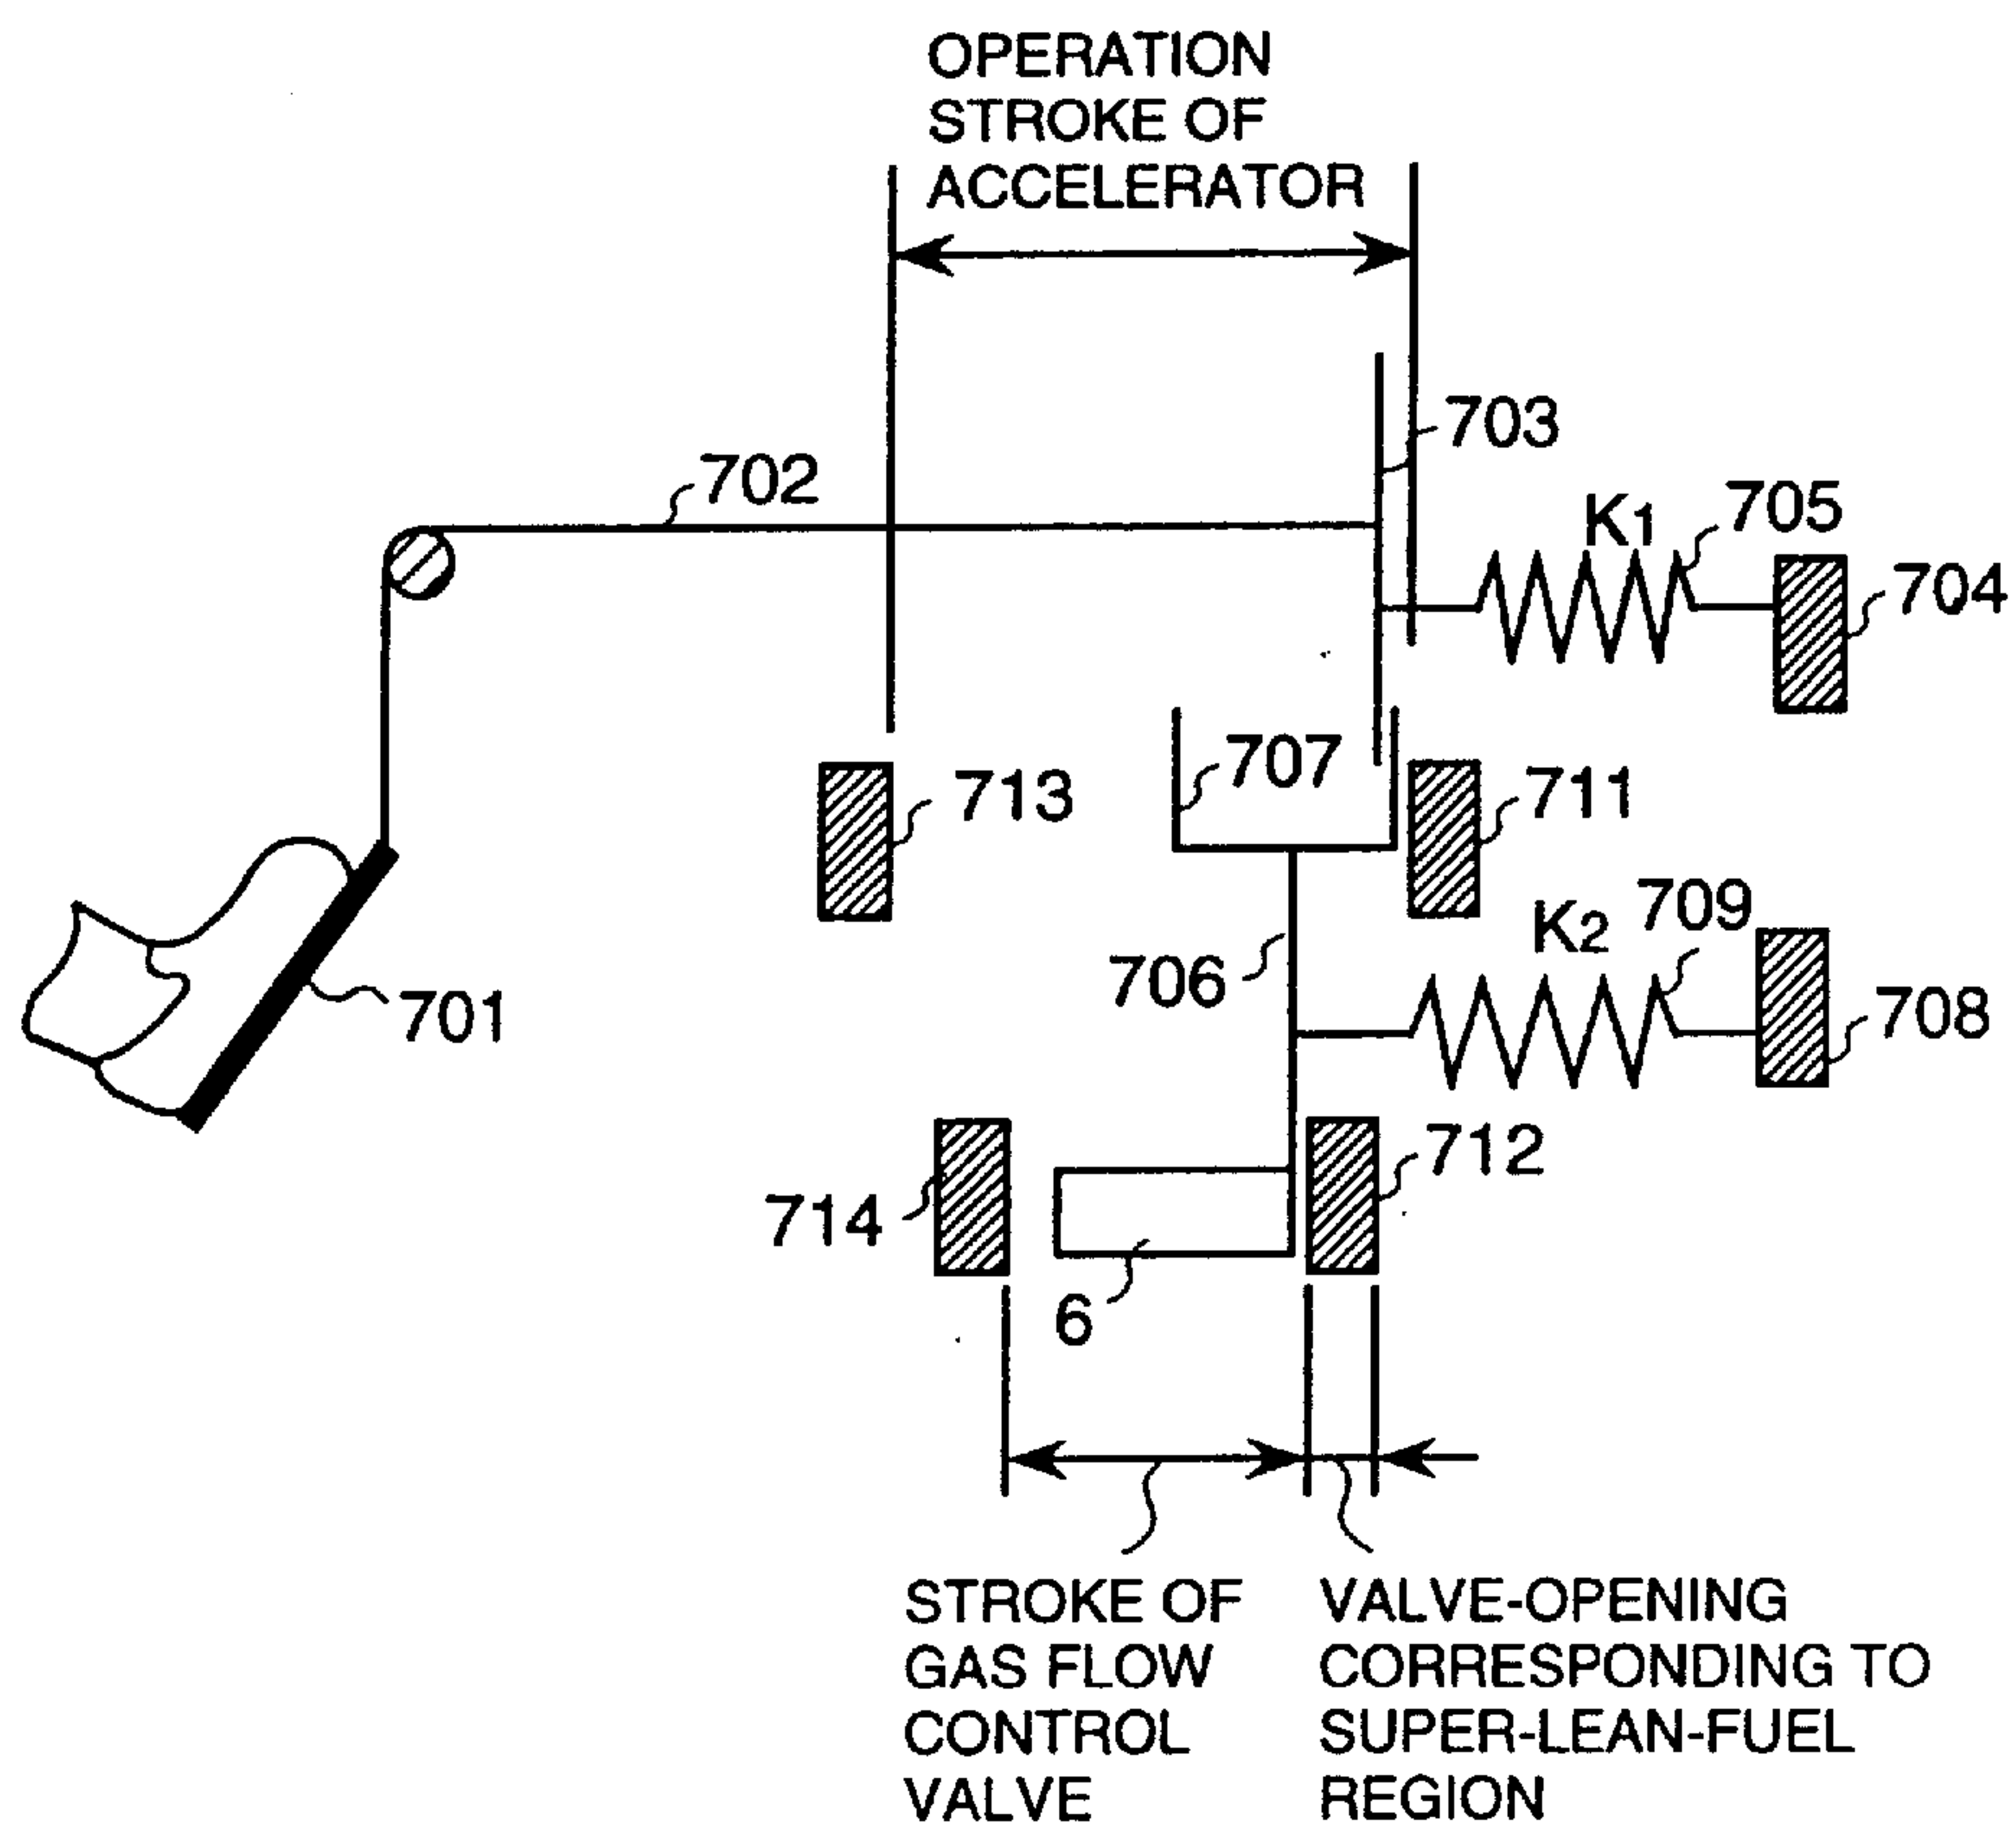 OPERATION
STROKE OF
ACCELERATOR
703
702
K1
705
704
707
713
711
709
K2
706
708
701
712
714
6
STROKE OF
GAS FLOW
CONTROL
VALVE
VALVE-OPENING
CORRESPONDING TO
SUPER-LEAN-FUEL
REGION